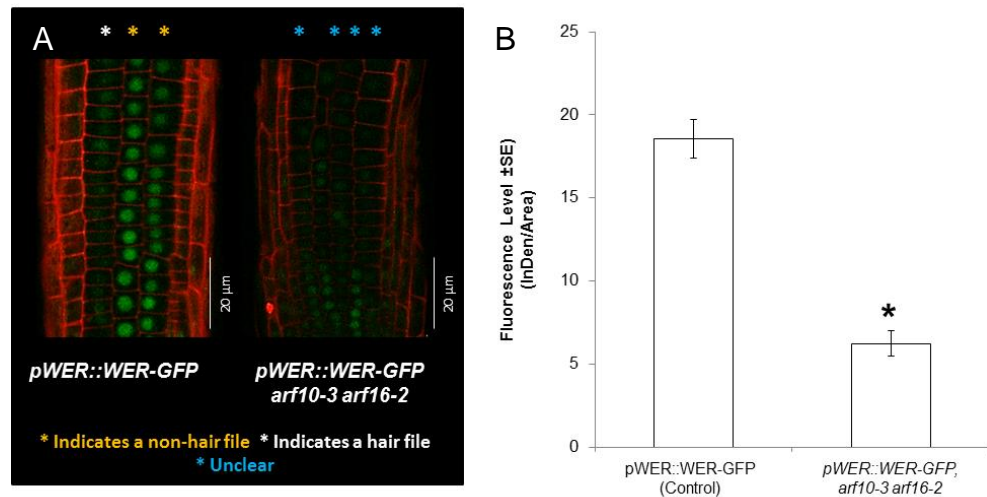 A
* * *
* * * *
20 µm
20 µm
pWER::WER-GFP
pWER::WER-GFP
arf10-3 arf16-2
* Indicates a non-hair file * Indicates a hair file
* Unclear
B
Fluorescence Level ±SE)
(InDen/Area)
25
20
15
10
5
0
*
pWER::WER-GFP
(Control)
pWER::WER-GFP,
arf10-3 arf16-2